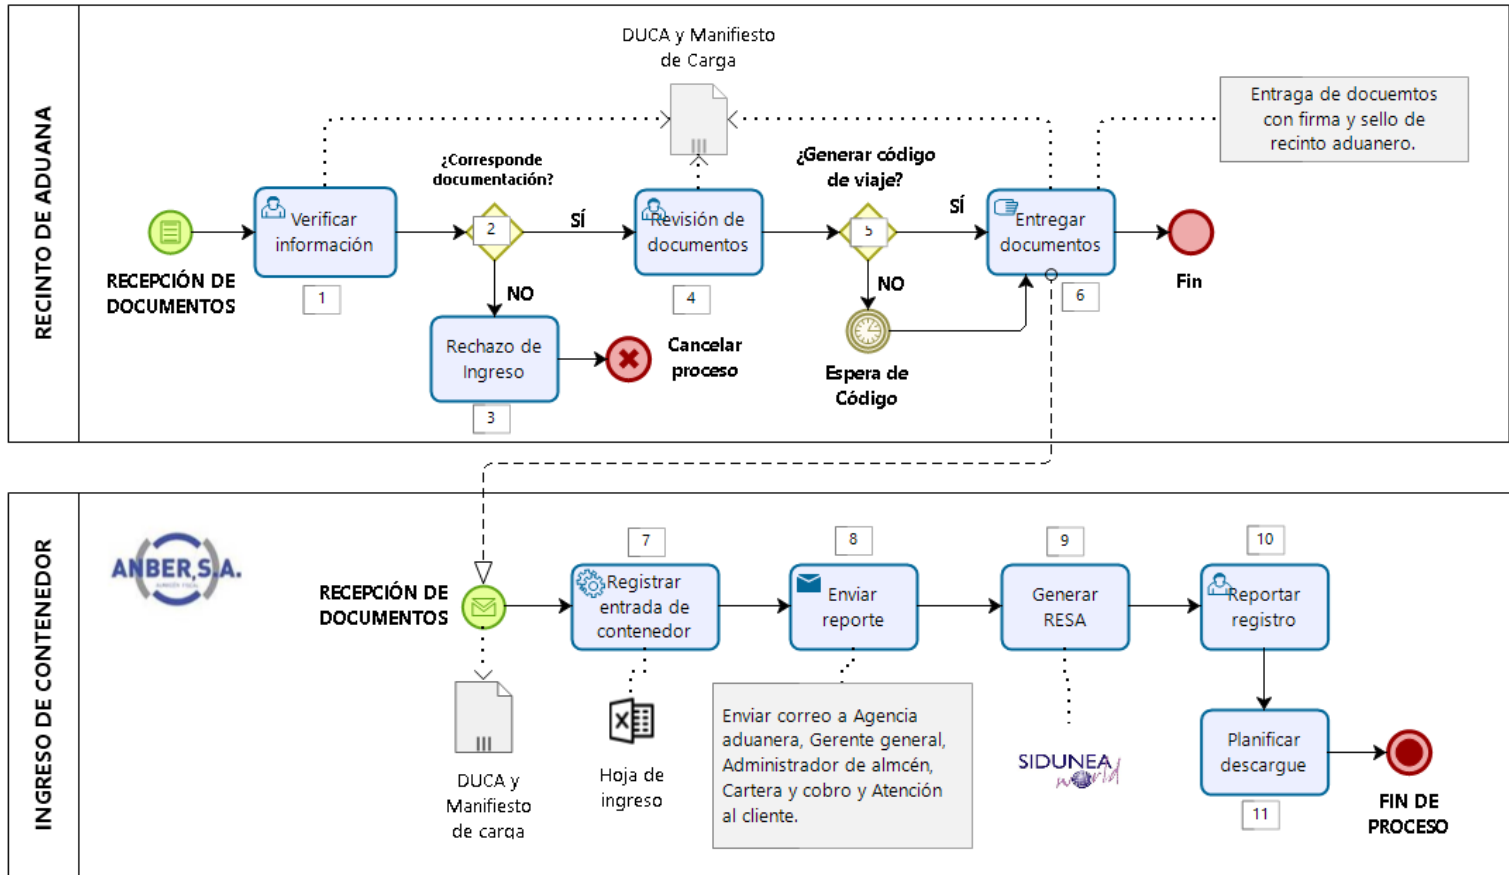 RECINTO DE ADUANA
DUCA y Manifiesto
de Carga
Entraga de docuemtos
con firma y sello de
recinto aduanero.
¿Corresponde
documentación?
¿Generar código
de viaje?
Verificar
información
2
SÍ
Revisión de
documentos
5
SÍ
Entregar
documentos
RECEPCIÓN DE
DOCUMENTOS
1
NO
4
NO
6
Fin
Rechazo de
Ingreso
Cancelar
proceso
3
Espera de
Código
INGRESO DE CONTENEDOR
ANBER,S.A.
7
8
9
10
RECEPCIÓN DE
DOCUMENTOS
Registrar
entrada de
contenedor
Enviar
reporte
Generar
RESA
Reportar
registro
DUCA y
Manifiesto
de carga
Hoja de
ingreso
Enviar correo a Agencia
aduanera, Gerente general,
Administrador de almcén,
Cartera y cobro y Atención
al cliente.
SIDUNEA
world
Planificar
descargue
11
FIN DE
PROCESO